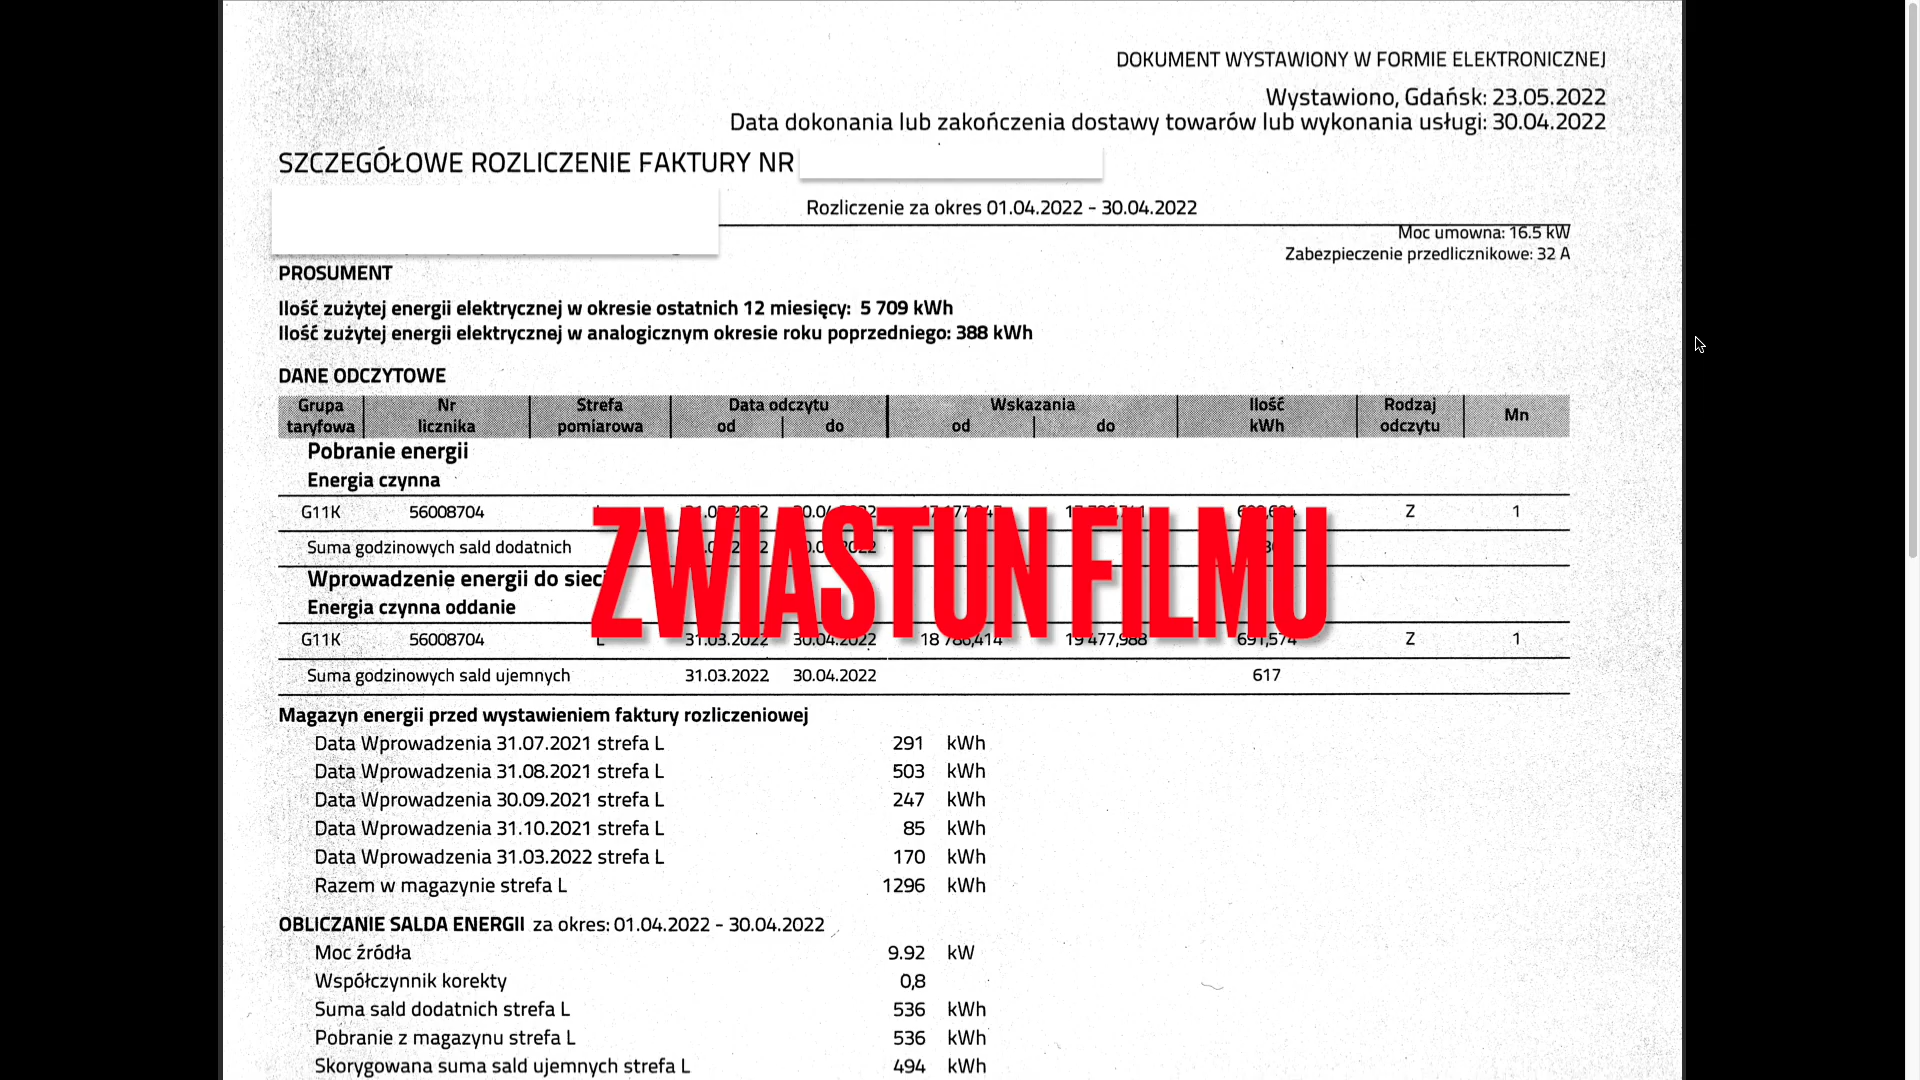 DOKUMENT WYSTAWIONY W FORMIE ELEKTRONICZNEJ
Wystawiono, Gdańsk: 23.05.2022
Data dokonania lub zakończenia dostawy towarów lub wykonania usługi: 30.04.2022
SZCZEGÓŁOWE ROZLICZENIE FAKTURY NR
Rozliczenie za okres 01.04.2022 - 30.04.2022
Moc umowna: 16.5 kW
Zabezpieczenie przedlicznikowe: 32 A
PROSUMENT
Ilość zużytej energii elektrycznej w okresie ostatnich 12 miesięcy: 5 709 kWh
Ilość zużytej energii elektrycznej w analogicznym okresie roku poprzedniego: 388 kWh
DANE ODCZYTOWE
Grupa taryfowa Nr licznika Strefa pomiarowa Data odczytu od do Wskazania od do Ilość kWh Rodzaj odczytu Mn
Pobranie energii
Energia czynna
G11K 56008704 Z 1
Suma godzinowych sald dodatnich
ZWIASTUN FILMU
Wprowadzenie energii do sieci
Energia czynna oddanie
G11K 56008704 L 31.03.2022 30.04.2022 18 786,414 19 477,988 691,574 Z 1
Suma godzinowych sald ujemnych 31.03.2022 30.04.2022 617
Magazyn energii przed wystawieniem faktury rozliczeniowej
Data Wprowadzenia 31.07.2021 strefa L 291 kWh
Data Wprowadzenia 31.08.2021 strefa L 503 kWh
Data Wprowadzenia 30.09.2021 strefa L 247 kWh
Data Wprowadzenia 31.10.2021 strefa L 85 kWh
Data Wprowadzenia 31.03.2022 strefa L 170 kWh
Razem w magazynie strefa L 1296 kWh
OBLICZANIE SALDA ENERGII za okres: 01.04.2022 - 30.04.2022
Moc źródła 9.92 kW
Współczynnik korekty 0,8
Suma sald dodatnich strefa L 536 kWh
Pobranie z magazynu strefa L 536 kWh
Skorygowana suma sald ujemnych strefa L 494 kWh